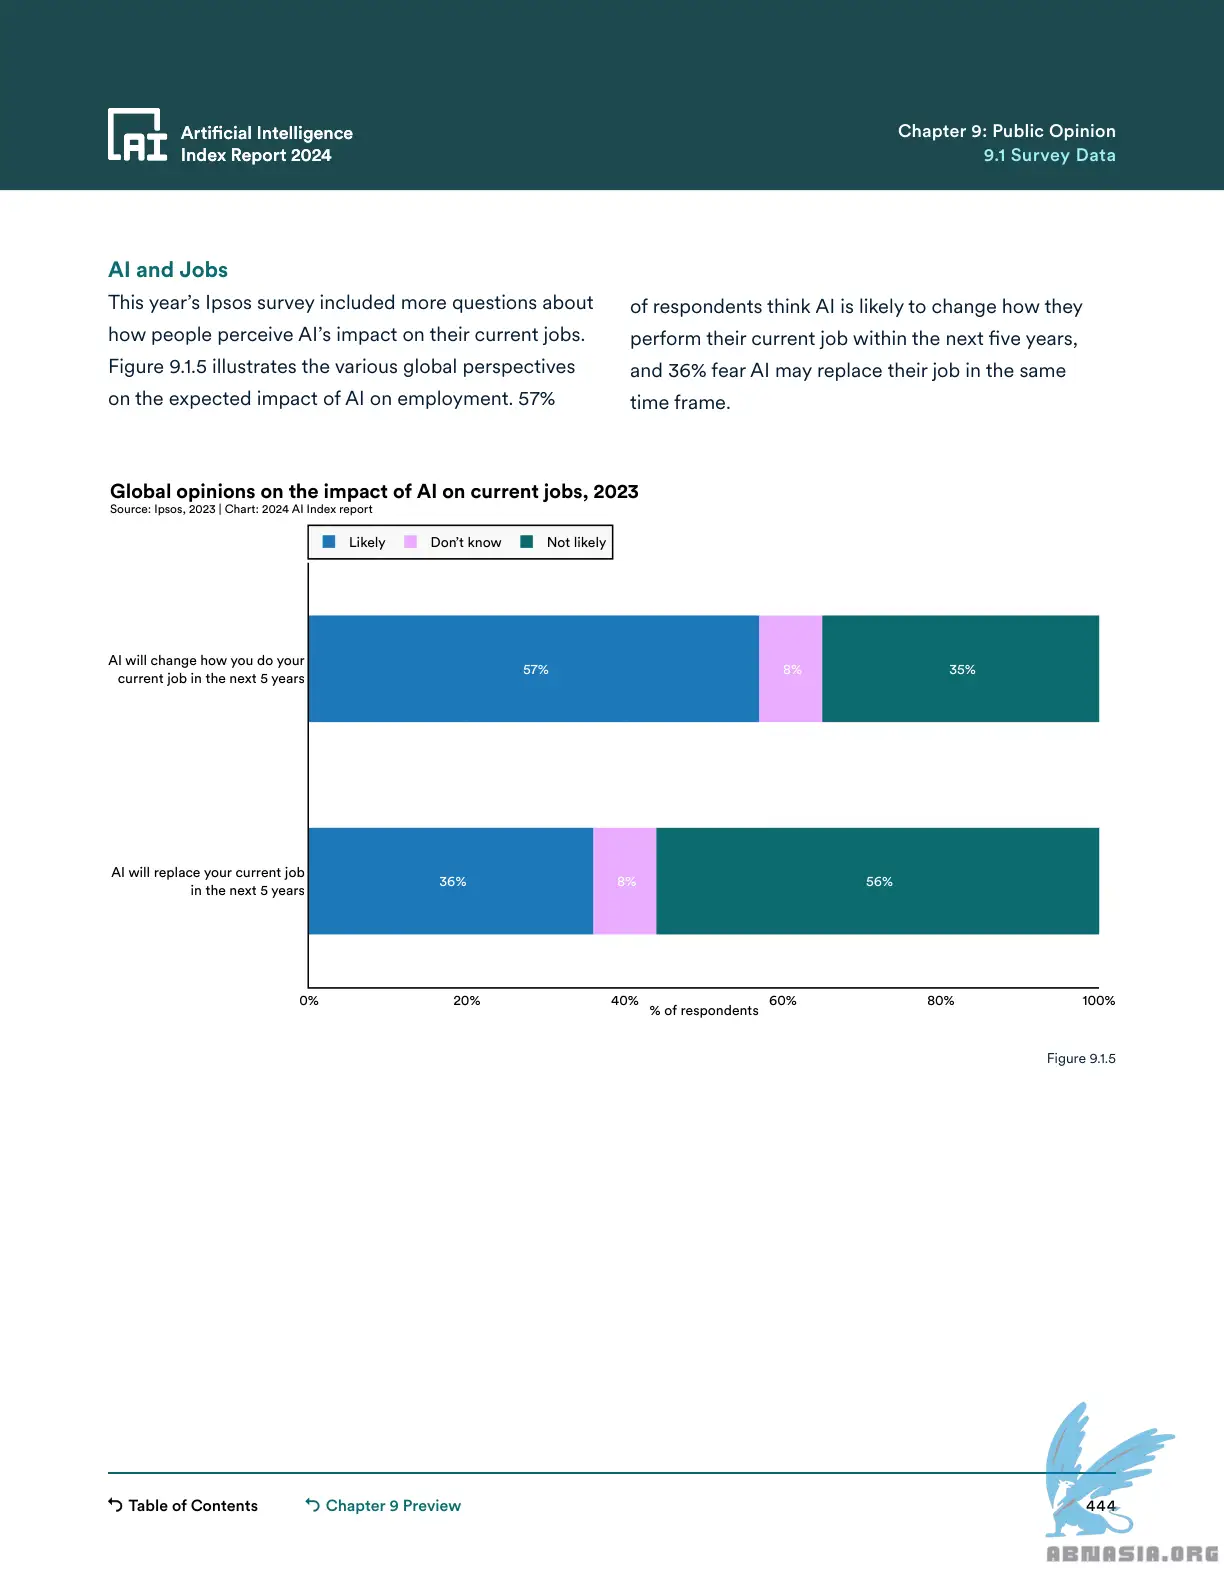 AI
Artificial Intelligence
Index Report 2024
Chapter 9: Public Opinion
9.1 Survey Data
AI and Jobs
This year’s Ipsos survey included more questions about
how people perceive AI’s impact on their current jobs.
Figure 9.1.5 illustrates the various global perspectives
on the expected impact of AI on employment. 57%
of respondents think AI is likely to change how they
perform their current job within the next five years,
and 36% fear AI may replace their job in the same
time frame.
Global opinions on the impact of AI on current jobs, 2023
Source: Ipsos, 2023 | Chart: 2024 AI Index report
Likely Don’t know Not likely
AI will change how you do your
current job in the next 5 years
57% 8% 35%
AI will replace your current job
in the next 5 years
36% 8% 56%
0% 20% 40% 60% 80% 100%
% of respondents
Figure 9.1.5
Table of Contents Chapter 9 Preview 444
ABNASIA.ORG